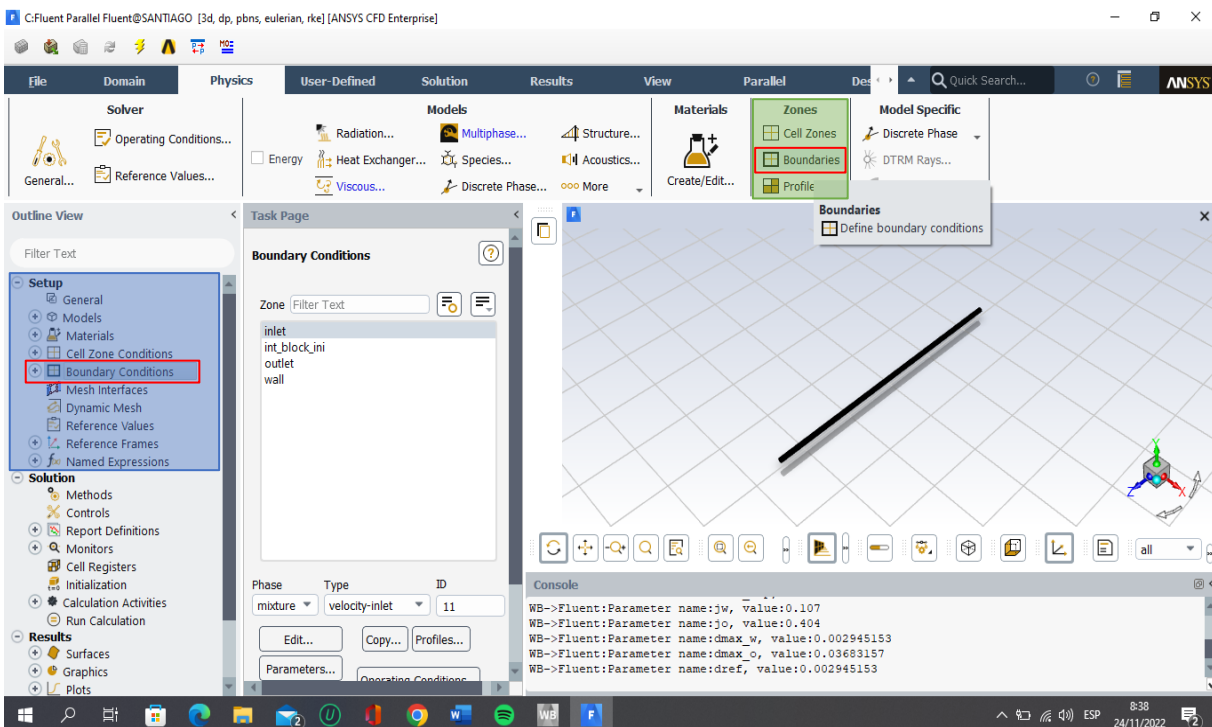 C:Fluent Parallel Fluent@SANTIAGO [3d, dp, pbns, eulerian, rke] [ANSYS CFD Enterprise]
File Domain Physics User-Defined Solution Results View Parallel Des Quick Search... ANSYS
Solver
Operating Conditions...
General...
Reference Values...
Models
Radiation... Multiphase... Structure...
Energy Heat Exchanger... Species... Acoustics...
Viscous... Discrete Phase... More
Materials
Create/Edit...
Zones
Cell Zones
Boundaries
Profile
Model Specific
Discrete Phase
DTRM Rays...
Boundaries
Define boundary conditions
Outline View
Filter Text
Setup
General
Models
Materials
Cell Zone Conditions
Boundary Conditions
Mesh Interfaces
Dynamic Mesh
Reference Values
Reference Frames
Named Expressions
Solution
Methods
Controls
Report Definitions
Monitors
Cell Registers
Initialization
Calculation Activities
Run Calculation
Results
Surfaces
Graphics
Plots
Task Page
Boundary Conditions
Zone Filter Text
inlet
int_block_ini
outlet
wall
Phase Type ID
mixture velocity-inlet 11
Edit... Copy... Profiles...
Parameters... Operating Conditions...
all
Console
WB->Fluent:Parameter name:jw, value:0.107
WB->Fluent:Parameter name:jo, value:0.404
WB->Fluent:Parameter name:dmax_w, value:0.002945153
WB->Fluent:Parameter name:dmax_o, value:0.03683157
WB->Fluent:Parameter name:dref, value:0.002945153
ESP
8:38
24/11/2022